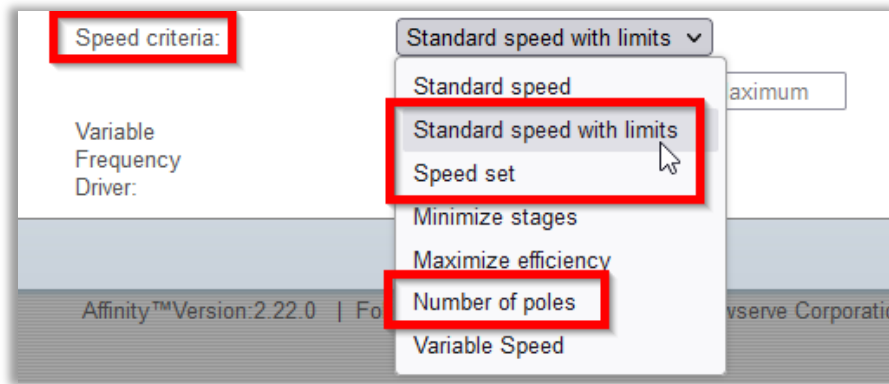 Speed criteria:
Standard speed with limits
Standard speed
aximum
Standard speed with limits
Variable
Frequency
Driver:
Speed set
Minimize stages
Maximize efficiency
Affinity™Version:2.22.0 | Fo
Number of poles
wserve Corporatio
Variable Speed